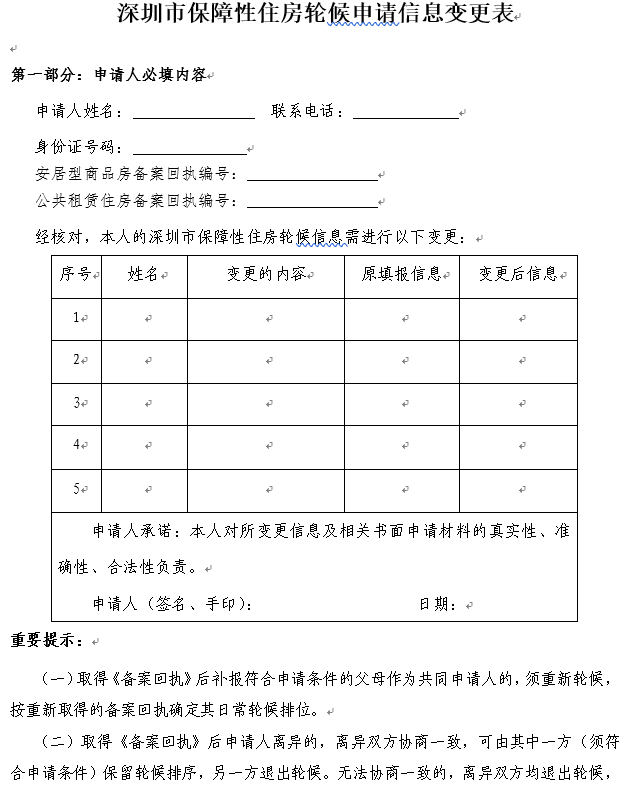 深圳市保障性住房轮候申请信息变更表
第一部分：申请人必填内容
申请人姓名： 联系电话：
身份证号码：
安居型商品房备案回执编号：
公共租赁住房备案回执编号：
经核对，本人的深圳市保障性住房轮候信息需进行以下变更：
序号 姓名 变更的内容 原填报信息 变更后信息
1
2
3
4
5
申请人承诺：本人对所变更信息及相关书面申请材料的真实性、准
确性、合法性负责。
申请人（签名、手印）： 日期：
重要提示：
（一）取得《备案回执》后补报符合申请条件的父母作为共同申请人的，须重新轮候，
按重新取得的备案回执确定其日常轮候排位。
（二）取得《备案回执》后申请人离异的，离异双方协商一致，可由其中一方（须符
合申请条件）保留轮候排序，另一方退出轮候。无法协商一致的，离异双方均退出轮候，